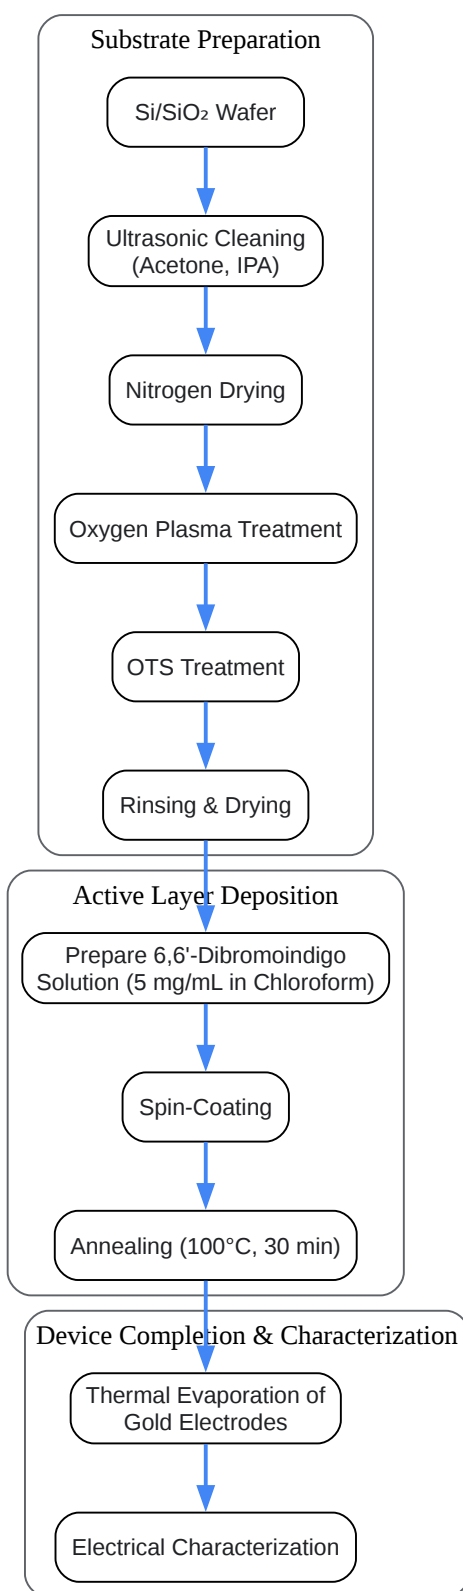 Substrate Preparation
Si/SiO₂ Wafer
Ultrasonic Cleaning
(Acetone, IPA)
Nitrogen Drying
Oxygen Plasma Treatment
OTS Treatment
Rinsing & Drying
Active Layer Deposition
Prepare 6,6'-Dibromoindigo
Solution (5 mg/mL in Chloroform)
Spin-Coating
Annealing (100°C, 30 min)
Device Completion & Characterization
Thermal Evaporation of
Gold Electrodes
Electrical Characterization